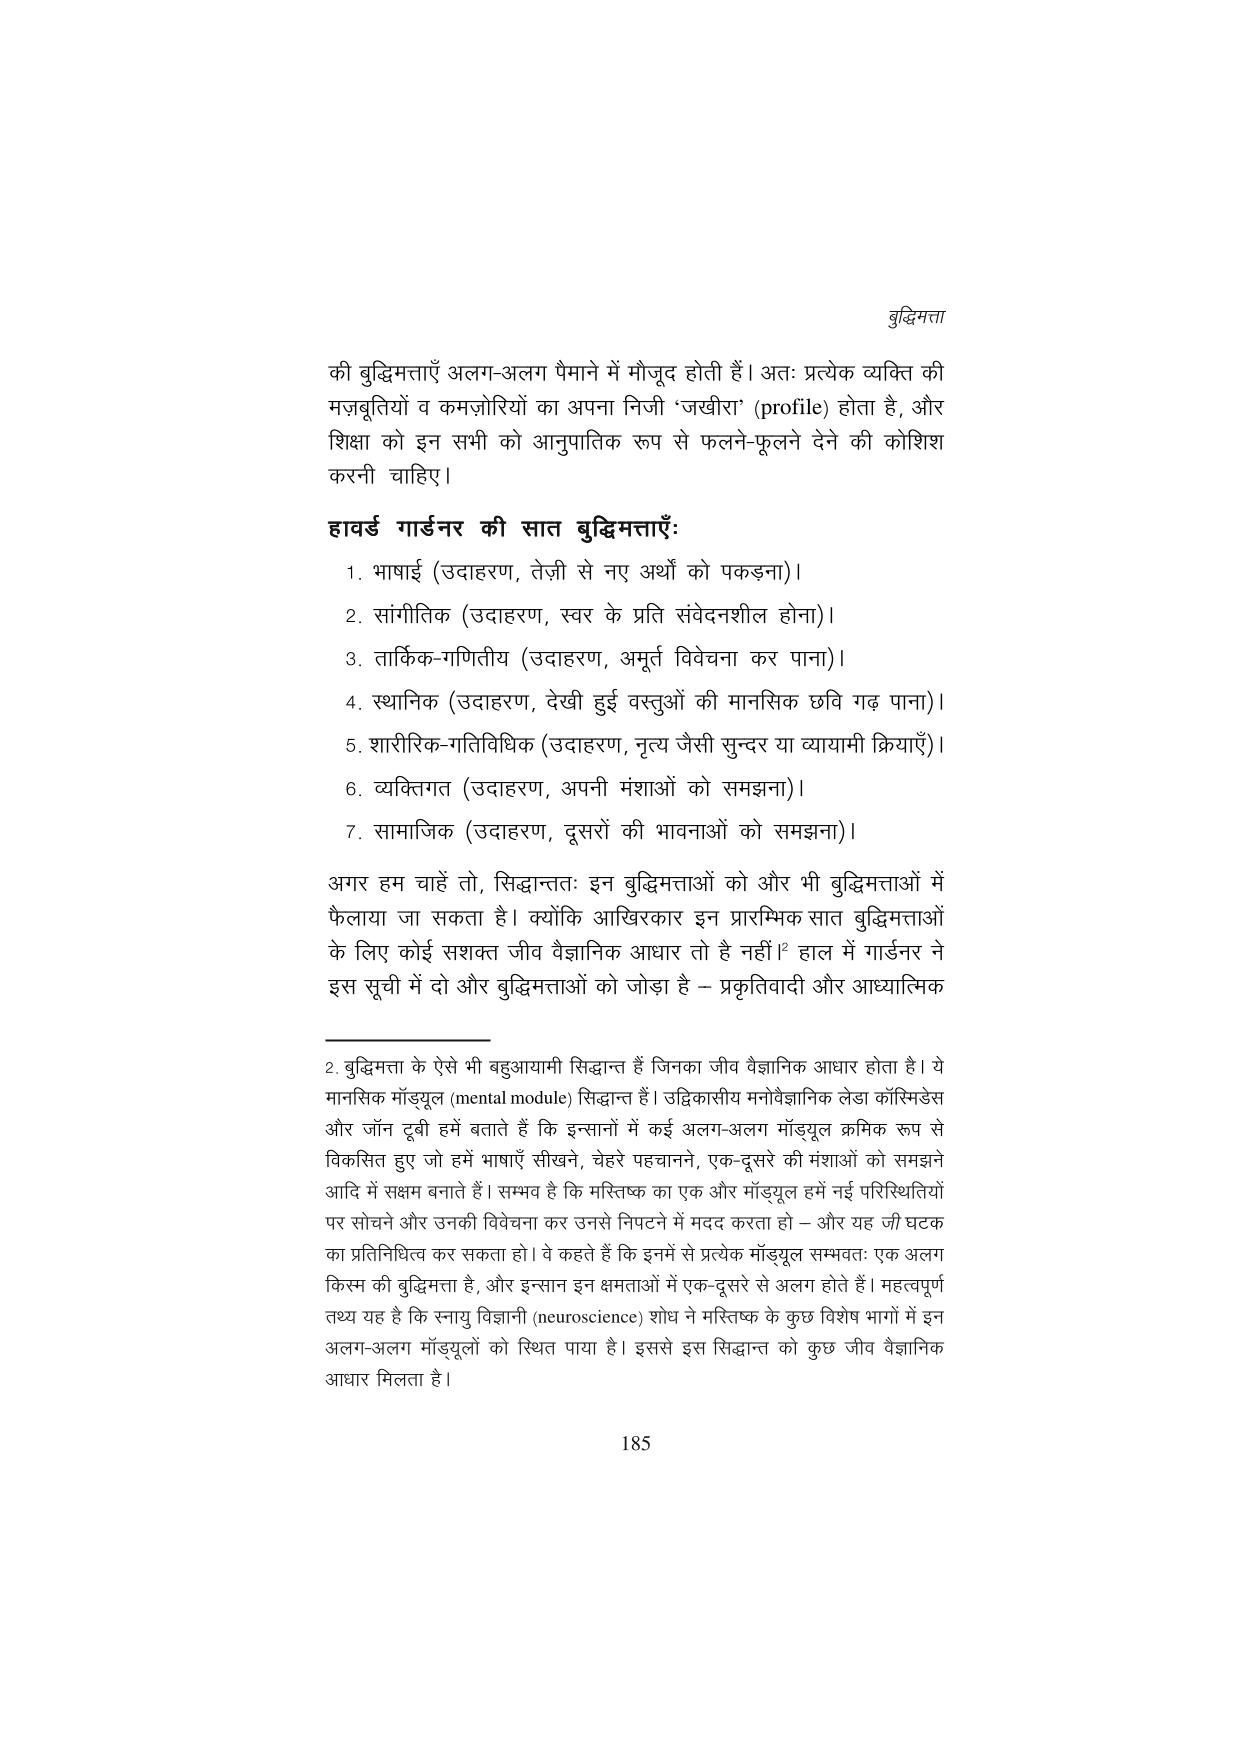 बुद्धिमत्ता
की बुद्धिमत्ताएँ अलग-अलग पैमाने में मौजूद होती हैं। अतः प्रत्येक व्यक्ति की
मज़बूतियों व कमज़ोरियों का अपना निजी ‘जखीरा’ (profile) होता है, और
शिक्षा को इन सभी को आनुपातिक रूप से फलने-फूलने देने की कोशिश
करनी चाहिए।
हावर्ड गार्डनर की सात बुद्धिमत्ताएँः
1. भाषाई (उदाहरण, तेज़ी से नए अर्थों को पकड़ना)।
2. सांगीतिक (उदाहरण, स्वर के प्रति संवेदनशील होना)।
3. तार्किक-गणितीय (उदाहरण, अमूर्त विवेचना कर पाना)।
4. स्थानिक (उदाहरण, देखी हुई वस्तुओं की मानसिक छवि गढ़ पाना)।
5. शारीरिक-गतिविधिक (उदाहरण, नृत्य जैसी सुन्दर या व्यायामी क्रियाएँ)।
6. व्यक्तिगत (उदाहरण, अपनी मंशाओं को समझना)।
7. सामाजिक (उदाहरण, दूसरों की भावनाओं को समझना)।
अगर हम चाहें तो, सिद्धान्ततः इन बुद्धिमत्ताओं को और भी बुद्धिमत्ताओं में
फैलाया जा सकता है। क्योंकि आखिरकार इन प्रारम्भिक सात बुद्धिमत्ताओं
के लिए कोई सशक्त जीव वैज्ञानिक आधार तो है नहीं।² हाल में गार्डनर ने
इस सूची में दो और बुद्धिमत्ताओं को जोड़ा है – प्रकृतिवादी और आध्यात्मिक
2. बुद्धिमत्ता के ऐसे भी बहुआयामी सिद्धान्त हैं जिनका जीव वैज्ञानिक आधार होता है। ये
मानसिक मॉड्यूल (mental module) सिद्धान्त हैं। उद्विकासीय मनोवैज्ञानिक लेडा कॉस्मिडेस
और जॉन टूबी हमें बताते हैं कि इन्सानों में कई अलग-अलग मॉड्यूल क्रमिक रूप से
विकसित हुए जो हमें भाषाएँ सीखने, चेहरे पहचानने, एक-दूसरे की मंशाओं को समझने
आदि में सक्षम बनाते हैं। सम्भव है कि मस्तिष्क का एक और मॉड्यूल हमें नई परिस्थितियों
पर सोचने और उनकी विवेचना कर उनसे निपटने में मदद करता हो – और यह जी घटक
का प्रतिनिधित्व कर सकता हो। वे कहते हैं कि इनमें से प्रत्येक मॉड्यूल सम्भवतः एक अलग
किस्म की बुद्धिमत्ता है, और इन्सान इन क्षमताओं में एक-दूसरे से अलग होते हैं। महत्वपूर्ण
तथ्य यह है कि स्नायु विज्ञानी (neuroscience) शोध ने मस्तिष्क के कुछ विशेष भागों में इन
अलग-अलग मॉड्यूलों को स्थित पाया है। इससे इस सिद्धान्त को कुछ जीव वैज्ञानिक
आधार मिलता है।
185